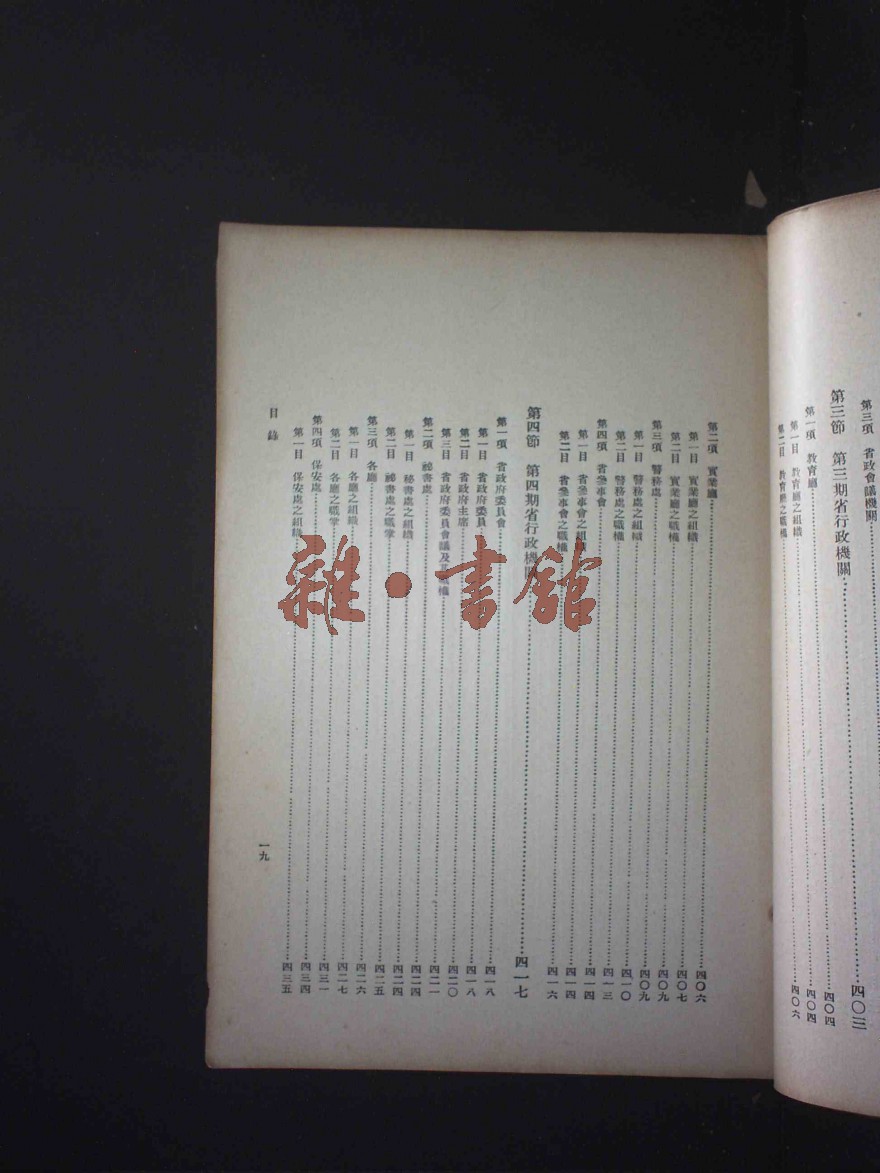 第三項　省政會議機關
第三節　第三期省行政機關……四〇三
第一項　教育廳……四〇四
第一目　教育廳之組織……四〇四
第二目　教育廳之職權……四〇六
第二項　實業廳……四〇六
第一目　實業廳之組織……四〇七
第二目　實業廳之職權……四〇九
第三項　警務處……四〇九
第一目　警務處之組織……四一〇
第二目　警務處之職權……四一三
第四項　省參事會……四一四
第一目　省參事會之組織……四一四
第二目　省參事會之職權……四一六
第四節　第四期省行政機關……四一七
第一項　省政府委員會……四一八
第一目　省政府委員……四一八
第二目　省政府主席……四二〇
第三目　省政府委員會議及其職權……四二一
第二項　祕書處……四二四
第一目　秘書處之組織……四二四
第二目　祕書處之職掌……四二五
第三項　各廳……四二六
第一目　各廳之組織……四二七
第二目　各廳之職掌……四三一
第四項　保安處……四三四
第一目　保安處之組織……四三五
目錄
一九
雜·書館